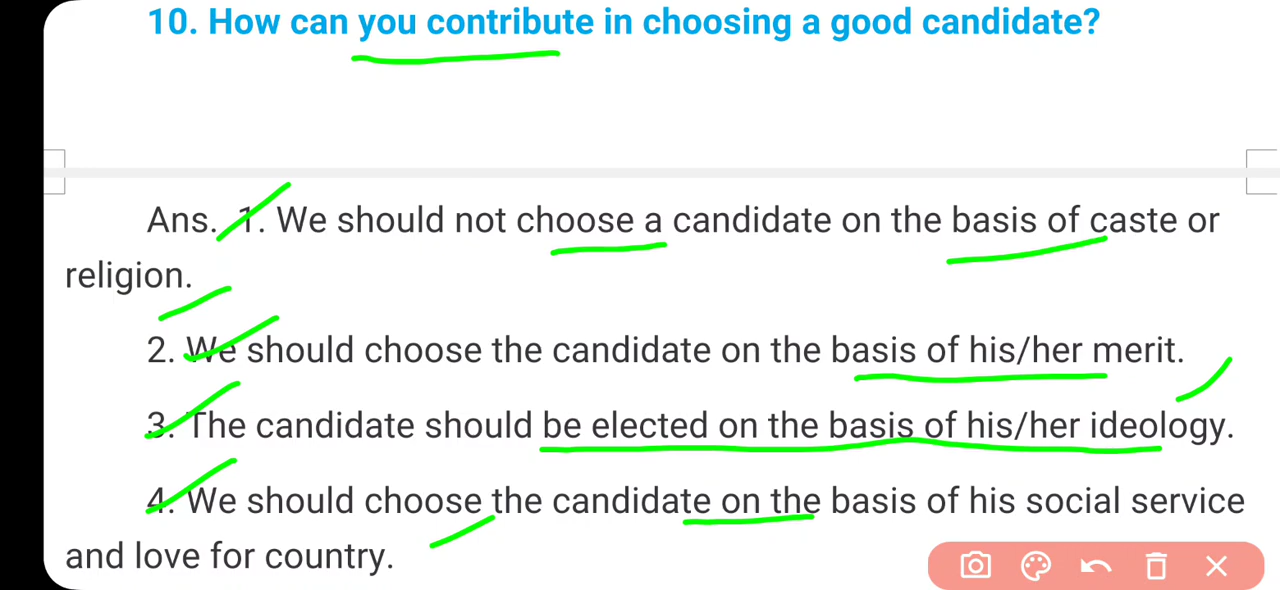 10. How can you contribute in choosing a good candidate?
Ans. 1. We should not choose a candidate on the basis of caste or
religion.
2. We should choose the candidate on the basis of his/her merit.
3. The candidate should be elected on the basis of his/her ideology.
4. We should choose the candidate on the basis of his social service
and love for country.